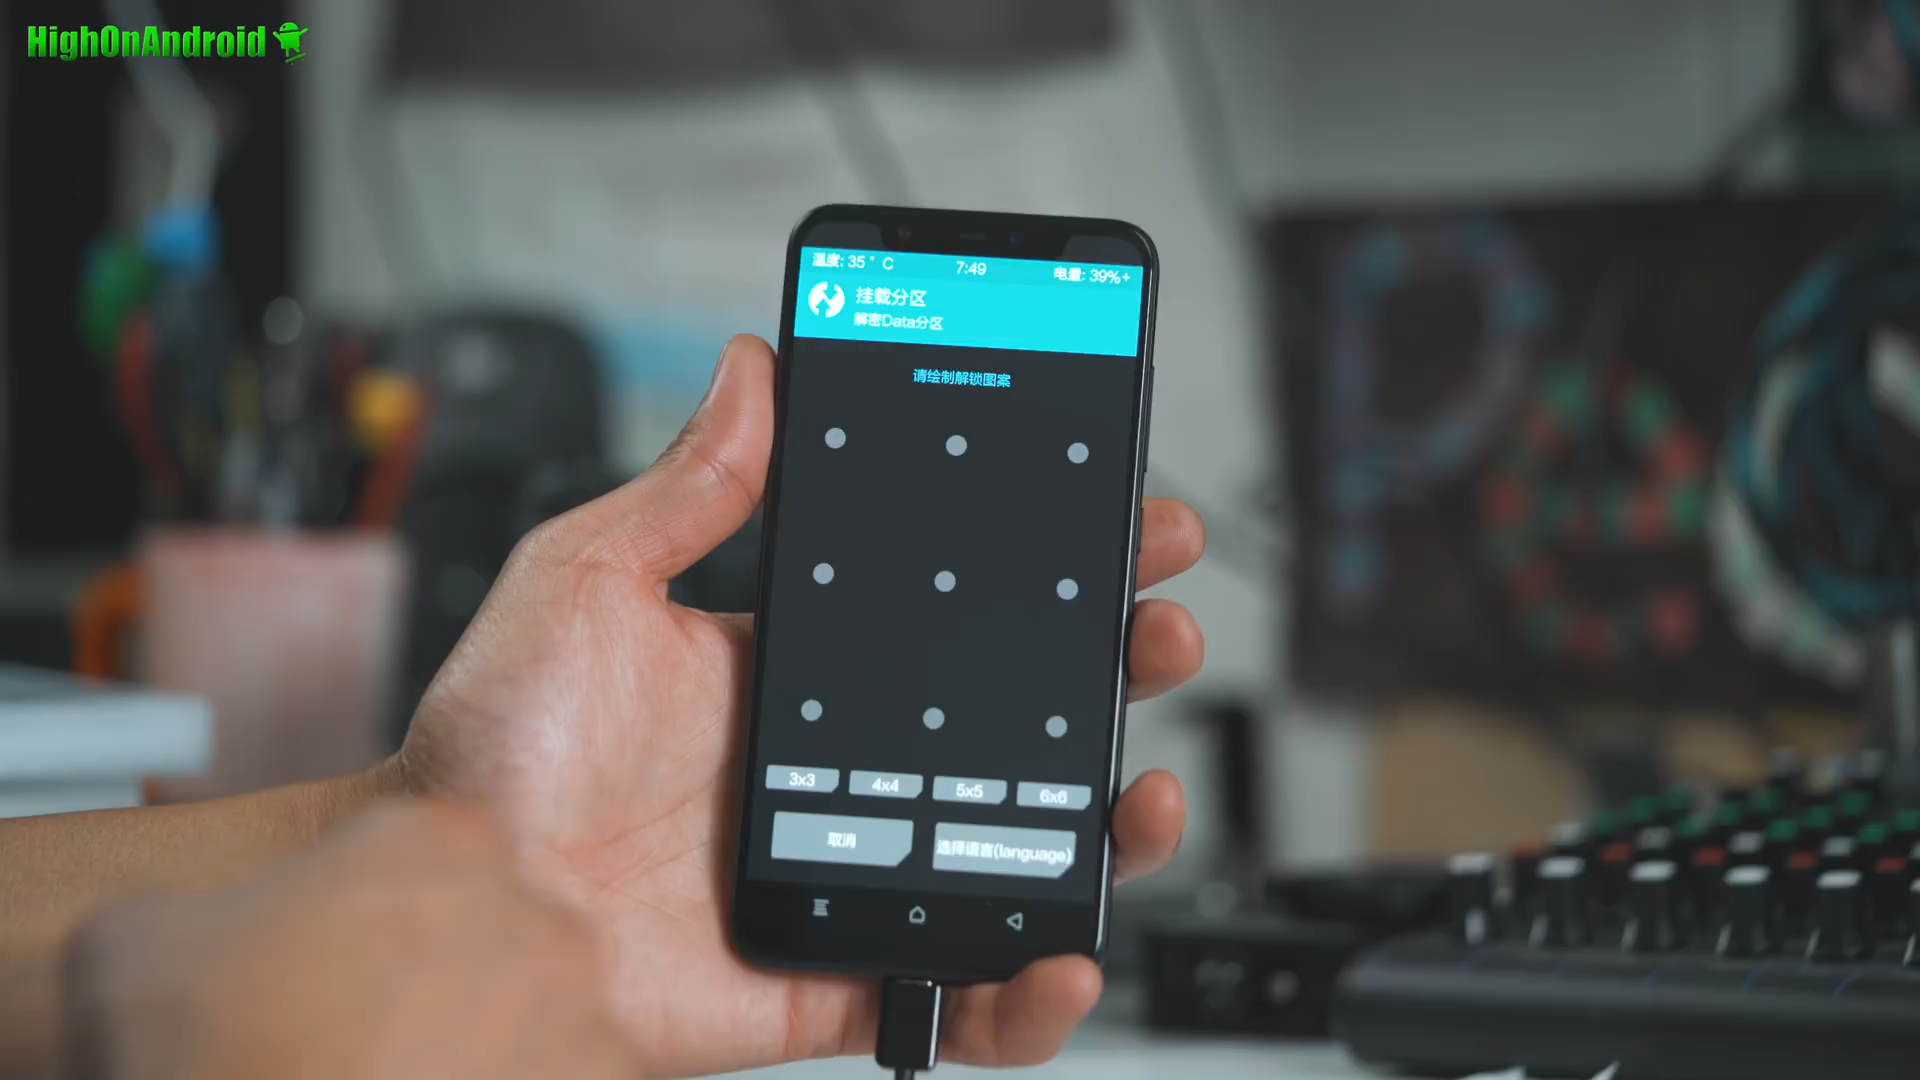 HighOnAndroid
温度: 35 ° C 7:49 电量: 39%+
挂载分区
解密Data分区
请绘制解锁图案
3x3 4x4 5x5 6x6
取消 选择语言(language)